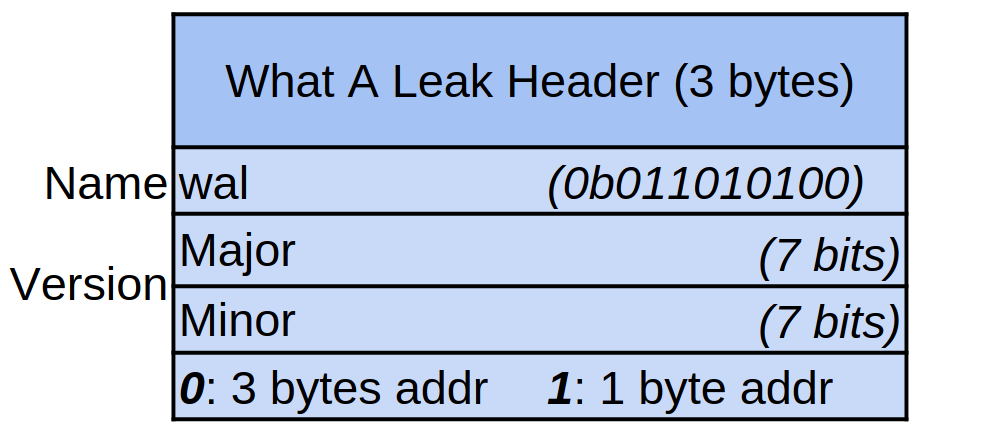 What A Leak Header (3 bytes)
Name wal (0b011010100)
Version
Major (7 bits)
Minor (7 bits)
0: 3 bytes addr 1: 1 byte addr